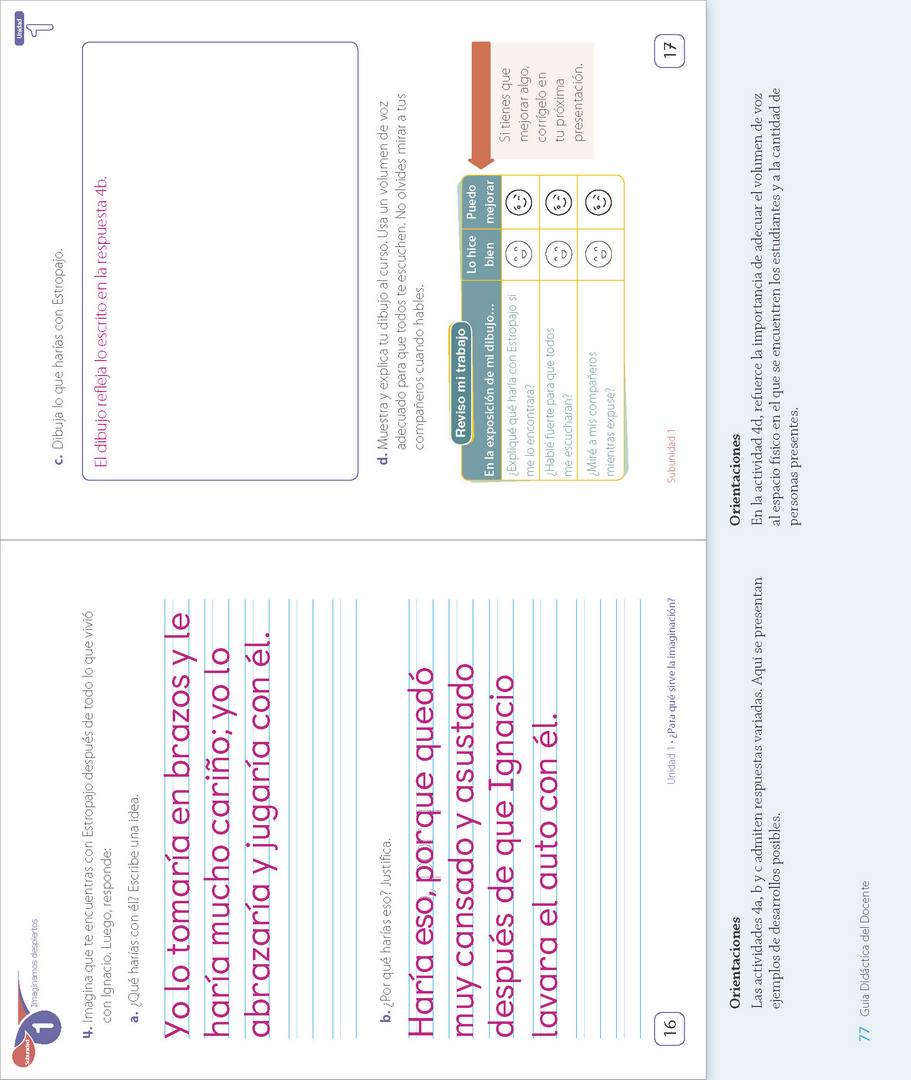 Subunidad
1
Imaginamos despiertos
4. Imagina que te encuentras con Estropajo después de todo lo que vivió
con Ignacio. Luego, responde:
a. ¿Qué harías con él? Escribe una idea.
Yo lo tomaría en brazos y le
haría mucho cariño; yo lo
abrazaría y jugaría con él.
b. ¿Por qué harías eso? Justifica.
Haría eso, porque quedó
muy cansado y asustado
después de que Ignacio
lavara el auto con él.
16
Unidad 1 • ¿Para qué sirve la imaginación?
Unidad
1
c. Dibuja lo que harías con Estropajo.
El dibujo refleja lo escrito en la respuesta 4b.
d. Muestra y explica tu dibujo al curso. Usa un volumen de voz
adecuado para que todos te escuchen. No olvides mirar a tus
compañeros cuando hables.
Reviso mi trabajo
En la exposición de mi dibujo...
Lo hice
bien
Puedo
mejorar
¿Expliqué qué haría con Estropajo si
me lo encontrara?
¿Hablé fuerte para que todos
me escucharan?
¿Miré a mis compañeros
mientras expuse?
Si tienes que
mejorar algo,
corrígelo en
tu próxima
presentación.
Subunidad 1
17
Orientaciones
Las actividades 4a, b y c admiten respuestas variadas. Aquí se presentan
ejemplos de desarrollos posibles.
Orientaciones
En la actividad 4d, refuerce la importancia de adecuar el volumen de voz
al espacio físico en el que se encuentren los estudiantes y a la cantidad de
personas presentes.
77 Guía Didáctica del Docente